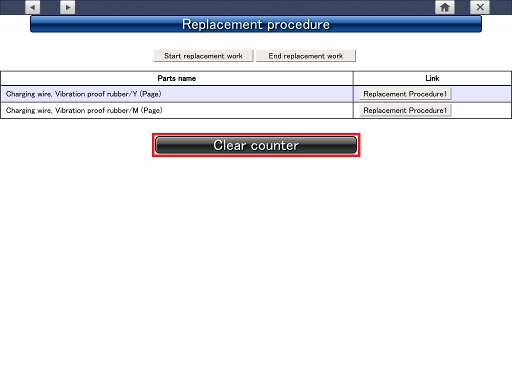 Replacement procedure
Start replacement work End replacement work
Parts name Link
Charging wire, Vibration proof rubber/Y (Page) Replacement Procedure1
Charging wire, Vibration proof rubber/M (Page) Replacement Procedure1
Clear counter